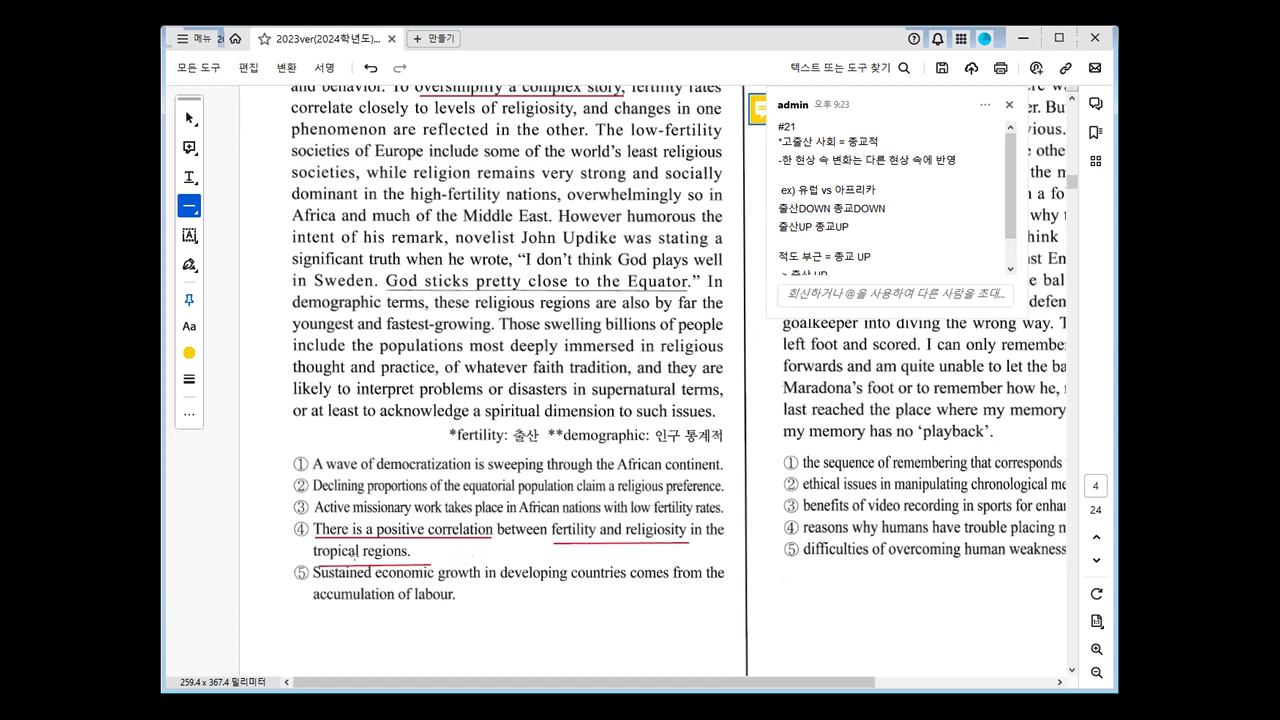 메뉴
2023ver(2024학년도)...
만들기
모든 도구 편집 변환 서명
텍스트 또는 도구 찾기
and behavior. To oversimplify a complex story, fertility rates
correlate closely to levels of religiosity, and changes in one
phenomenon are reflected in the other. The low-fertility
societies of Europe include some of the world's least religious
societies, while religion remains very strong and socially
dominant in the high-fertility nations, overwhelmingly so in
Africa and much of the Middle East. However humorous the
intent of his remark, novelist John Updike was stating a
significant truth when he wrote, “I don't think God plays well
in Sweden. God sticks pretty close to the Equator.” In
demographic terms, these religious regions are also by far the
youngest and fastest-growing. Those swelling billions of people
include the populations most deeply immersed in religious
thought and practice, of whatever faith tradition, and they are
likely to interpret problems or disasters in supernatural terms,
or at least to acknowledge a spiritual dimension to such issues.
*fertility: 출산 **demographic: 인구 통계적
① A wave of democratization is sweeping through the African continent.
② Declining proportions of the equatorial population claim a religious preference.
③ Active missionary work takes place in African nations with low fertility rates.
④ There is a positive correlation between fertility and religiosity in the
tropical regions.
⑤ Sustained economic growth in developing countries comes from the
accumulation of labour.
admin 오후 9:23
#21
*고출산 사회 = 종교적
-한 현상 속 변화는 다른 현상 속에 반영
ex) 유럽 vs 아프리카
출산DOWN 종교DOWN
출산UP 종교UP
적도 부근 = 종교 UP
-> 출산 UP
회신하거나 @을 사용하여 다른 사람을 초대...
goalkeeper into diving the wrong way. T
left foot and scored. I can only remembe
forwards and am quite unable to let the ba
Maradona's foot or to remember how he,
last reached the place where my memory
my memory has no ‘playback’.
① the sequence of remembering that corresponds
② ethical issues in manipulating chronological me
③ benefits of video recording in sports for enha
④ reasons why humans have trouble placing m
⑤ difficulties of overcoming human weakness
Aa
4
24
259.4 x 367.4 밀리미터